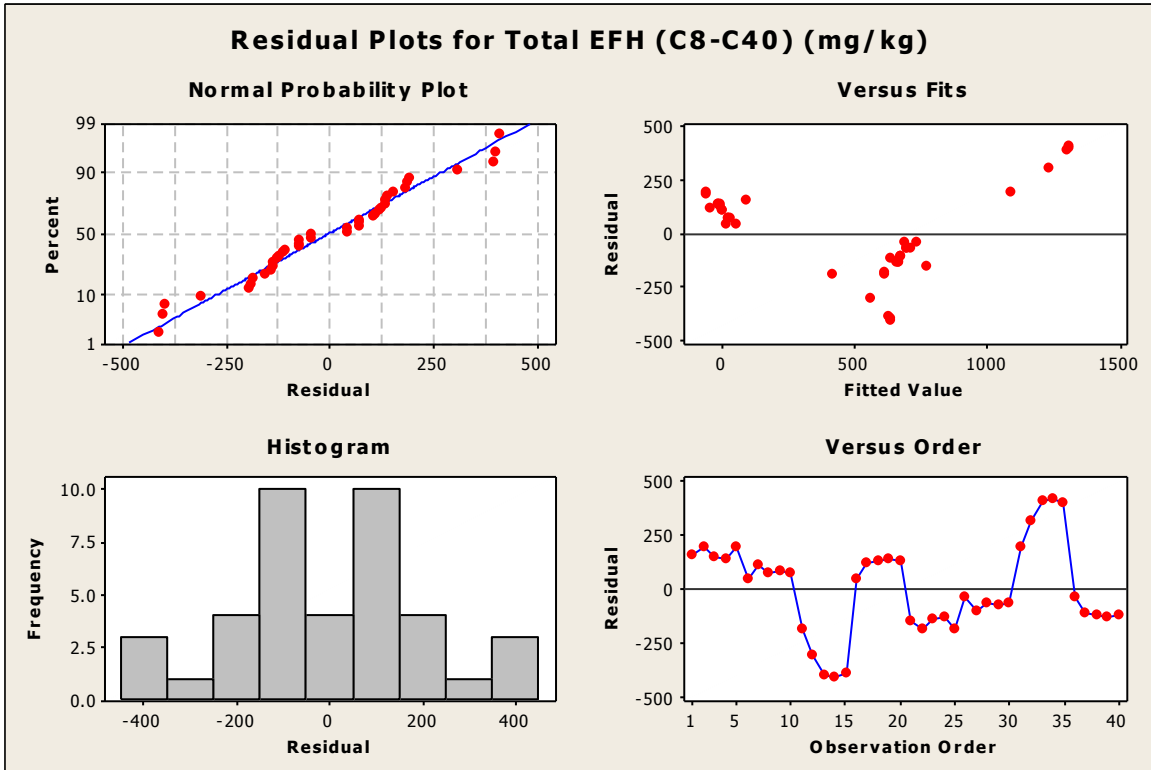 Residual Plots for Total EFH (C8-C40) (mg/kg)
Normal Probability Plot
99
90
50
10
1
Percent
-500 -250 0 250 500
Residual
Versus Fits
500
250
0
-250
-500
Residual
0 500 1000 1500
Fitted Value
Histogram
10.0
7.5
5.0
2.5
0.0
Frequency
-400 -200 0 200 400
Residual
Versus Order
500
250
0
-250
-500
Residual
1 5 10 15 20 25 30 35 40
Observation Order